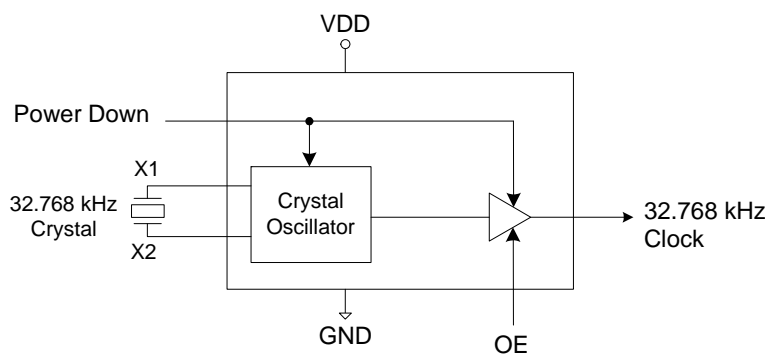 VDD
Power Down
X1
32.768 kHz
Crystal
X2
Crystal
Oscillator
32.768 kHz
Clock
GND
OE